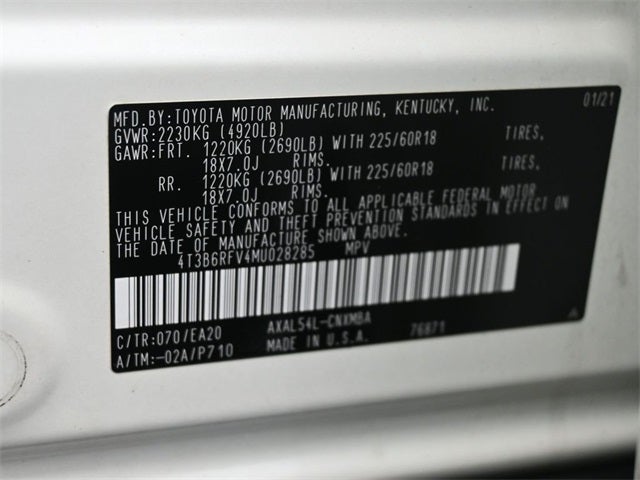 MFD.BY:TOYOTA MOTOR MANUFACTURING, KENTUCKY, INC. 01/21
GVWR:2230KG (4920LB)
GAWR:FRT. 1220KG (2690LB) WITH 225/60R18 TIRES,
18X7.0J RIMS.
RR. 1220KG (2690LB) WITH 225/60R18 TIRES,
18X7.0J RIMS.
THIS VEHICLE CONFORMS TO ALL APPLICABLE FEDERAL MOTOR
VEHICLE SAFETY AND THEFT PREVENTION STANDARDS IN EFFECT ON
THE DATE OF MANUFACTURE SHOWN ABOVE.
4T3B6RFV4MU028285 MPV
C/TR:070/EA20 AXAL54L-CNXMBA 76871
A/TM:-02A/P710 MADE IN U.S.A.
A